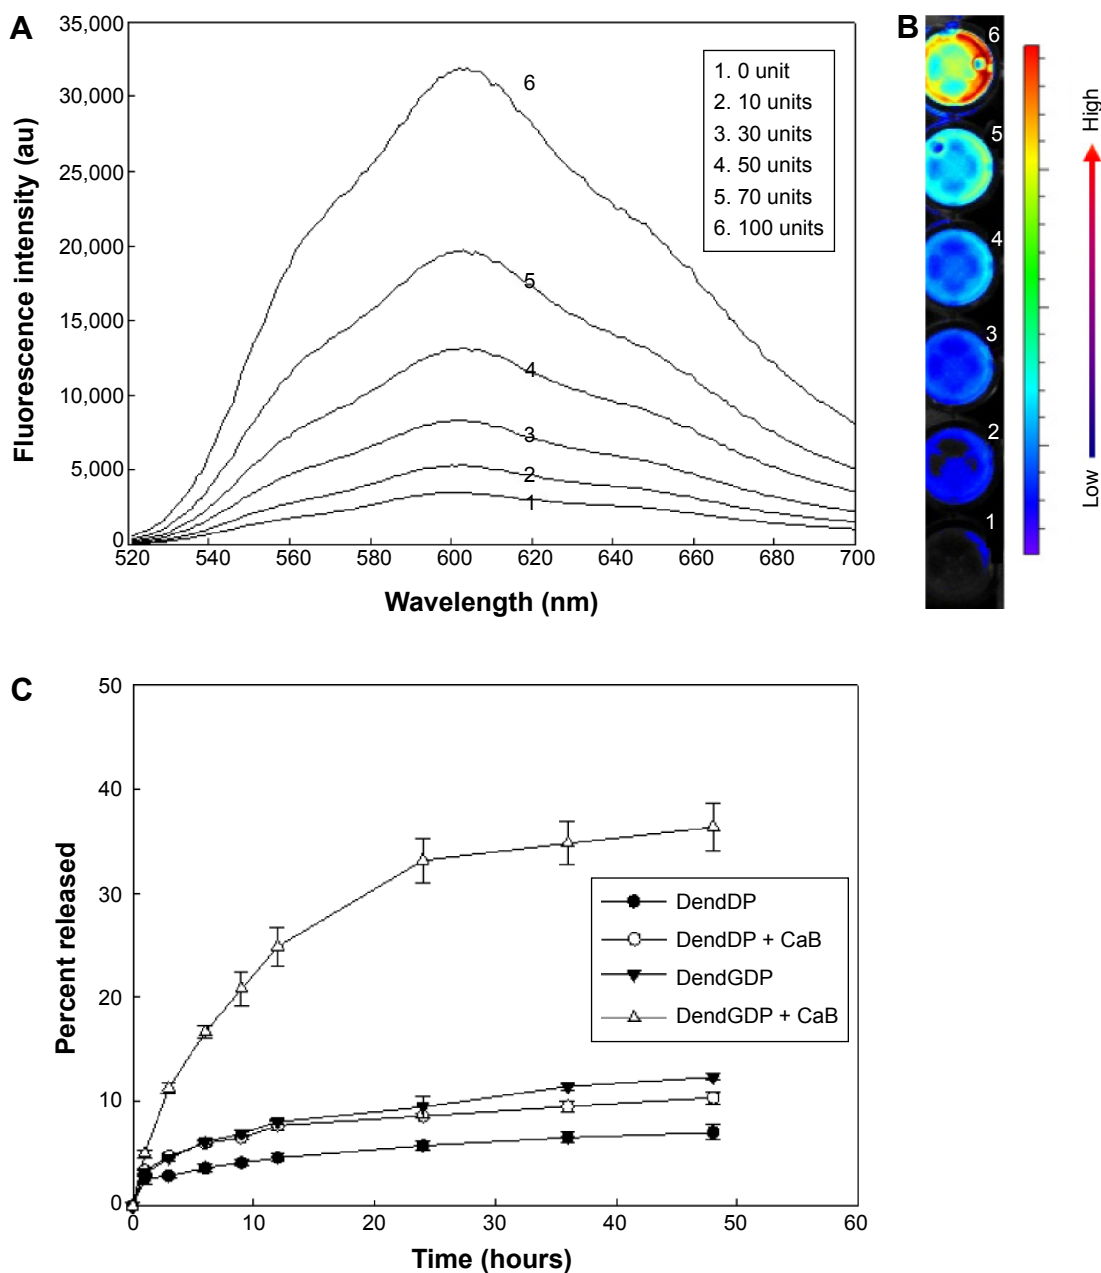 A
35,000
30,000
25,000
20,000
15,000
10,000
5,000
0
Fluorescence intensity (au)
520 540 560 580 600 620 640 660 680 700
Wavelength (nm)
6
5
4
3
2
1
1. 0 unit
2. 10 units
3. 30 units
4. 50 units
5. 70 units
6. 100 units
B
6
5
4
3
2
1
High
Low
C
50
40
30
20
10
0
Percent released
0 10 20 30 40 50 60
Time (hours)
DendDP
DendDP + CaB
DendGDP
DendGDP + CaB